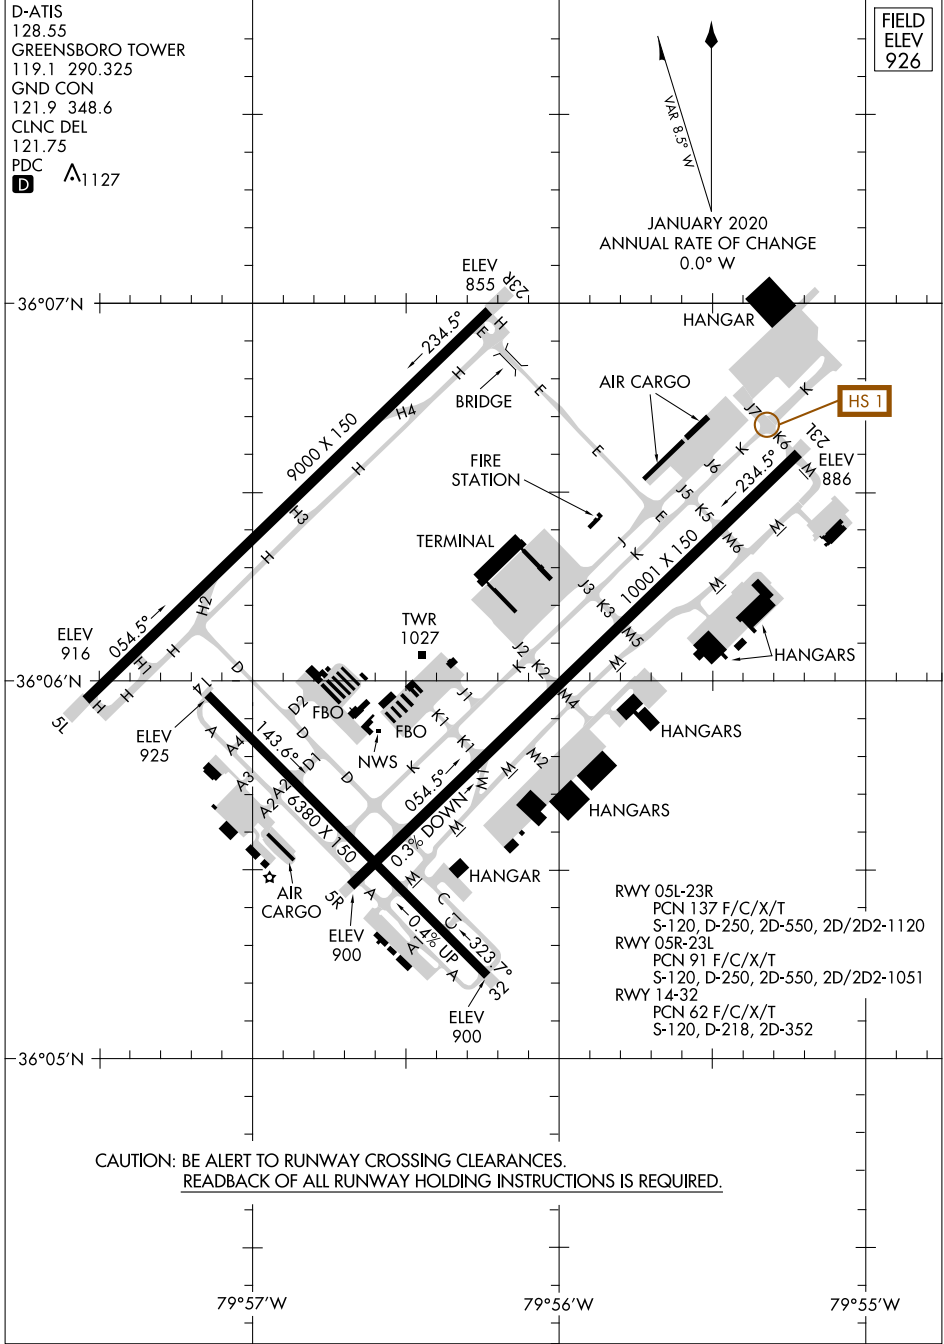 D-ATIS
128.55
GREENSBORO TOWER
119.1 290.325
GND CON
121.9 348.6
CLNC DEL
121.75
PDC
D
1127
FIELD
ELEV
926
VAR 8.5° W
JANUARY 2020
ANNUAL RATE OF CHANGE
0.0° W
36°07'N
ELEV
855
23R
H
E
234.5°
HANGAR
BRIDGE
E
H
H4
AIR CARGO
HS 1
J7
K
K6
23L
ELEV
886
M
9000 X 150
H
H3
H
FIRE
STATION
E
J6
K
J5
K5
E
234.5°
M6
M
M
TERMINAL
J
K
10001 X 150
J3
K3
M5
M
HANGARS
H2
054.5°
ELEV
916
H1
H
H
H
5L
TWR
1027
J2
K
K2
M4
36°06'N
14
ELEV
925
D
D2
FBO
D
D1
D
NWS
FBO
J1
K1
K1
K
HANGARS
A
A4
143.6°
A3
A2
A2
6380 X 150
054.5°
0.3% DOWN
M1
M
M2
M
HANGARS
AIR
CARGO
5R
ELEV
900
A
M
HANGAR
C
C1
0.4% UP
A1
A
323.7°
32
ELEV
900
RWY 05L-23R
PCN 137 F/C/X/T
S-120, D-250, 2D-550, 2D/2D2-1120
RWY 05R-23L
PCN 91 F/C/X/T
S-120, D-250, 2D-550, 2D/2D2-1051
RWY 14-32
PCN 62 F/C/X/T
S-120, D-218, 2D-352
36°05'N
CAUTION: BE ALERT TO RUNWAY CROSSING CLEARANCES.
READBACK OF ALL RUNWAY HOLDING INSTRUCTIONS IS REQUIRED.
79°57'W
79°56'W
79°55'W